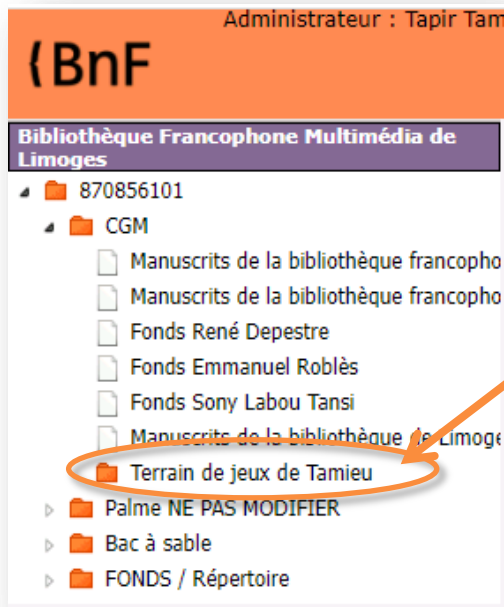 Administrateur : Tapir Tam
{BnF
Bibliothèque Francophone Multimédia de
Limoges
870856101
CGM
Manuscrits de la bibliothèque francopho
Manuscrits de la bibliothèque francopho
Fonds René Depestre
Fonds Emmanuel Roblès
Fonds Sony Labou Tansi
Manuscrits de la bibliothèque de Limoge
Terrain de jeux de Tamieu
Palme NE PAS MODIFIER
Bac à sable
FONDS / Répertoire